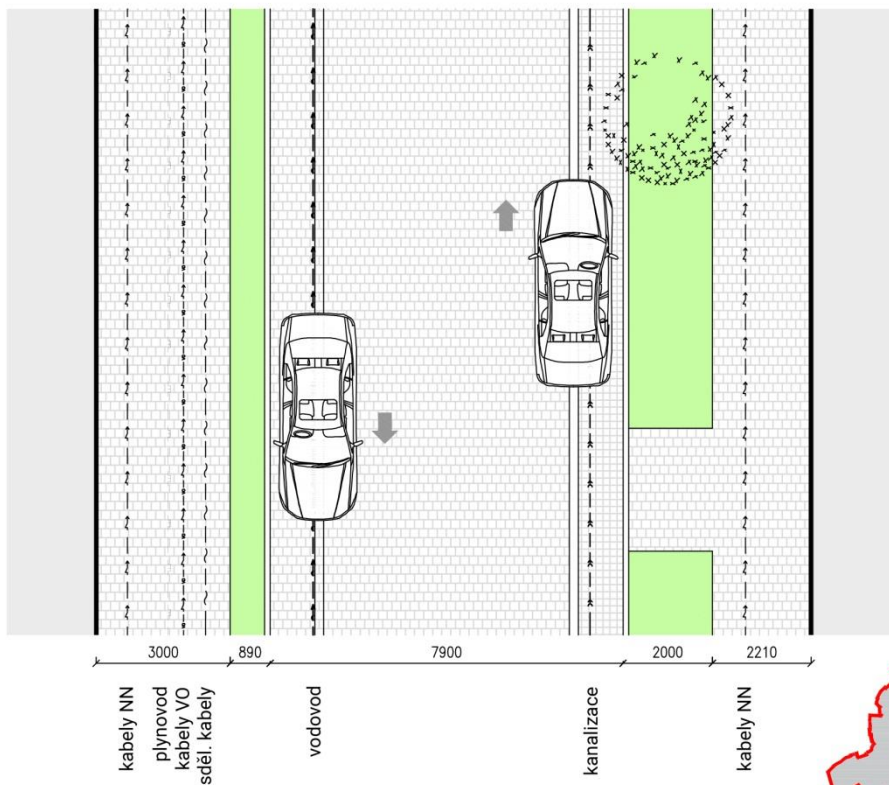 3000
890
7900
2000
2210
kabely NN
plynovod
kabely VO
sděl. kabely
vodovod
kanalizace
kabely NN